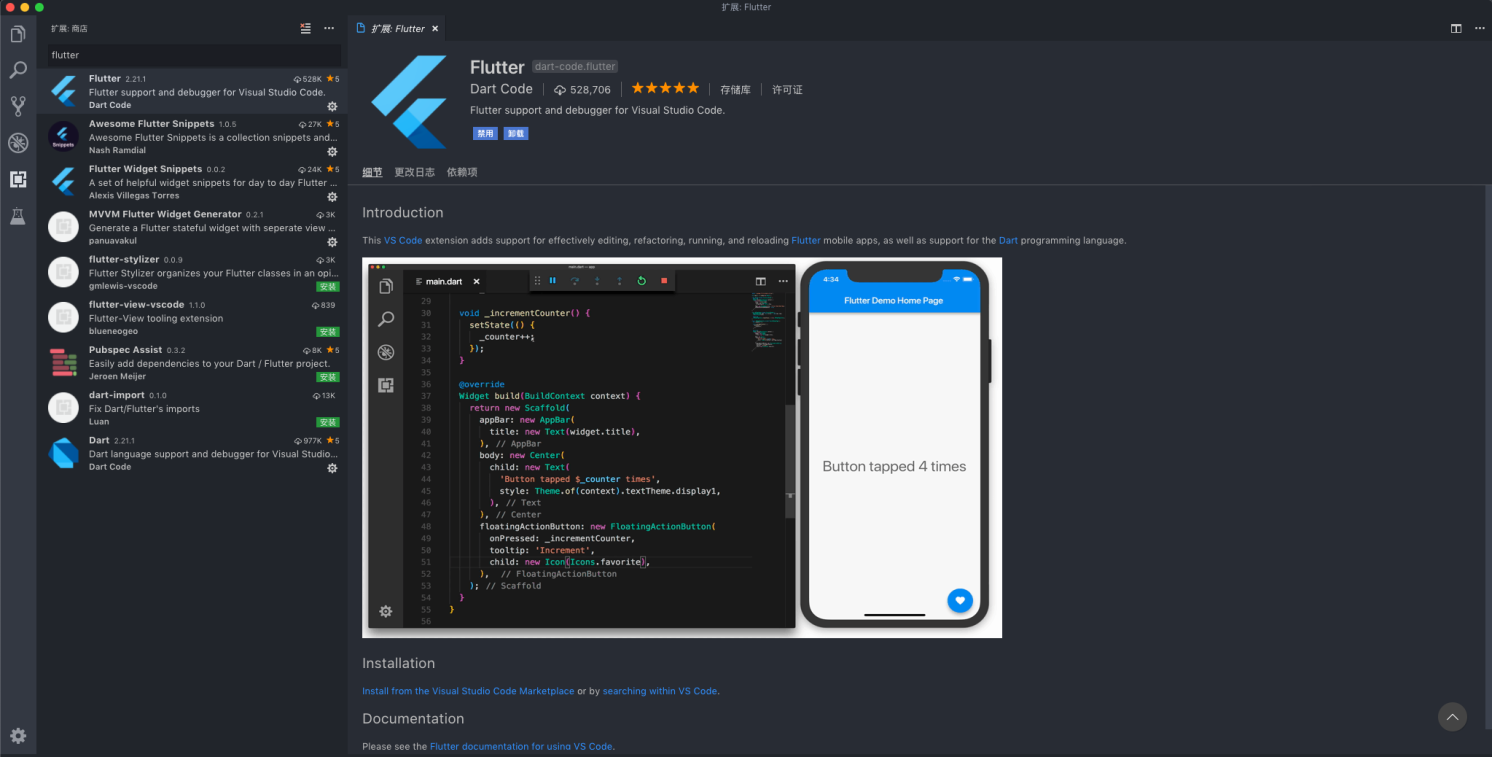 扩展: Flutter
扩展: 商店
flutter
Flutter 2.21.1 528K ★5
Flutter support and debugger for Visual Studio Code.
Dart Code
Awesome Flutter Snippets 1.0.5 27K ★5
Awesome Flutter Snippets is a collection snippets and...
Nash Ramdial
Flutter Widget Snippets 0.0.2 24K ★5
A set of helpful widget snippets for day to day Flutter ...
Alexis Villegas Torres
MVVM Flutter Widget Generator 0.2.1 3K
Generate a Flutter stateful widget with seperate view ...
panuavakul
flutter-stylizer 0.0.9 3K
Flutter Stylizer organizes your Flutter classes in an opi...
gmlewis-vscode 安装
flutter-view-vscode 1.1.0 839
Flutter-View tooling extension
blueneogeo 安装
Pubspec Assist 0.3.2 8K ★5
Easily add dependencies to your Dart / Flutter project.
Jeroen Meijer 安装
dart-import 0.1.0 13K
Fix Dart/Flutter's imports
Luan 安装
Dart 2.21.1 977K ★5
Dart language support and debugger for Visual Studio...
Dart Code
扩展: Flutter
Flutter dart-code.flutter
Dart Code 528,706 ★★★★★ 存储库 许可证
Flutter support and debugger for Visual Studio Code.
禁用 卸载
细节 更改日志 依赖项
Introduction
This VS Code extension adds support for effectively editing, refactoring, running, and reloading Flutter mobile apps, as well as support for the Dart programming language.
main.dart
29
30 void _incrementCounter() {
31 setState(() {
32 _counter++;
33 });
34 }
35
36 @override
37 Widget build(BuildContext context) {
38 return new Scaffold(
39 appBar: new AppBar(
40 title: new Text(widget.title),
41 ), // AppBar
42 body: new Center(
43 child: new Text(
44 'Button tapped $_counter times',
45 style: Theme.of(context).textTheme.display1,
46 ), // Text
47 ), // Center
48 floatingActionButton: new FloatingActionButton(
49 onPressed: _incrementCounter,
50 tooltip: 'Increment',
51 child: new Icon(Icons.favorite),
52 ), // FloatingActionButton
53 ); // Scaffold
54 }
55 }
56
4:34
Flutter Demo Home Page
Button tapped 4 times
Installation
Install from the Visual Studio Code Marketplace or by searching within VS Code.
Documentation
Please see the Flutter documentation for using VS Code.